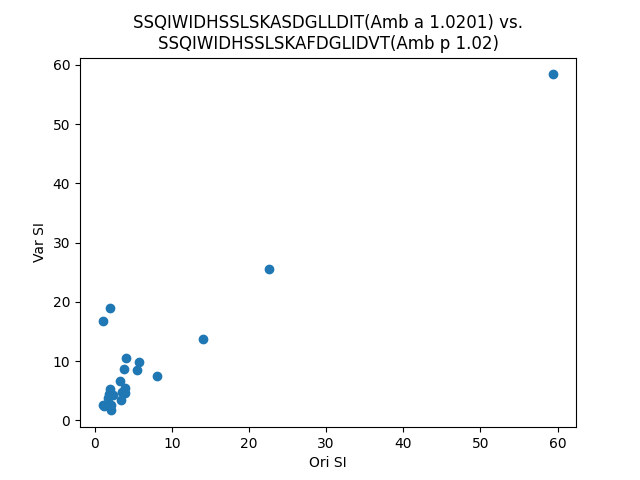 SSQIWIDHSSLSKASDGLLDIT(Amb a 1.0201) vs.
SSQIWIDHSSLSKAFDGLIDVT(Amb p 1.02)
60
50
40
30
20
10
0
Var SI
0 10 20 30 40 50 60
Ori SI